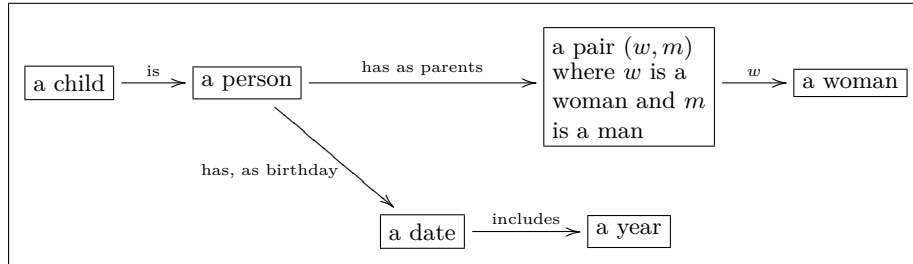 a child
is
a person
has as parents
a pair (w, m)
where w is a
woman and m
is a man
w
a woman
has, as birthday
a date
includes
a year